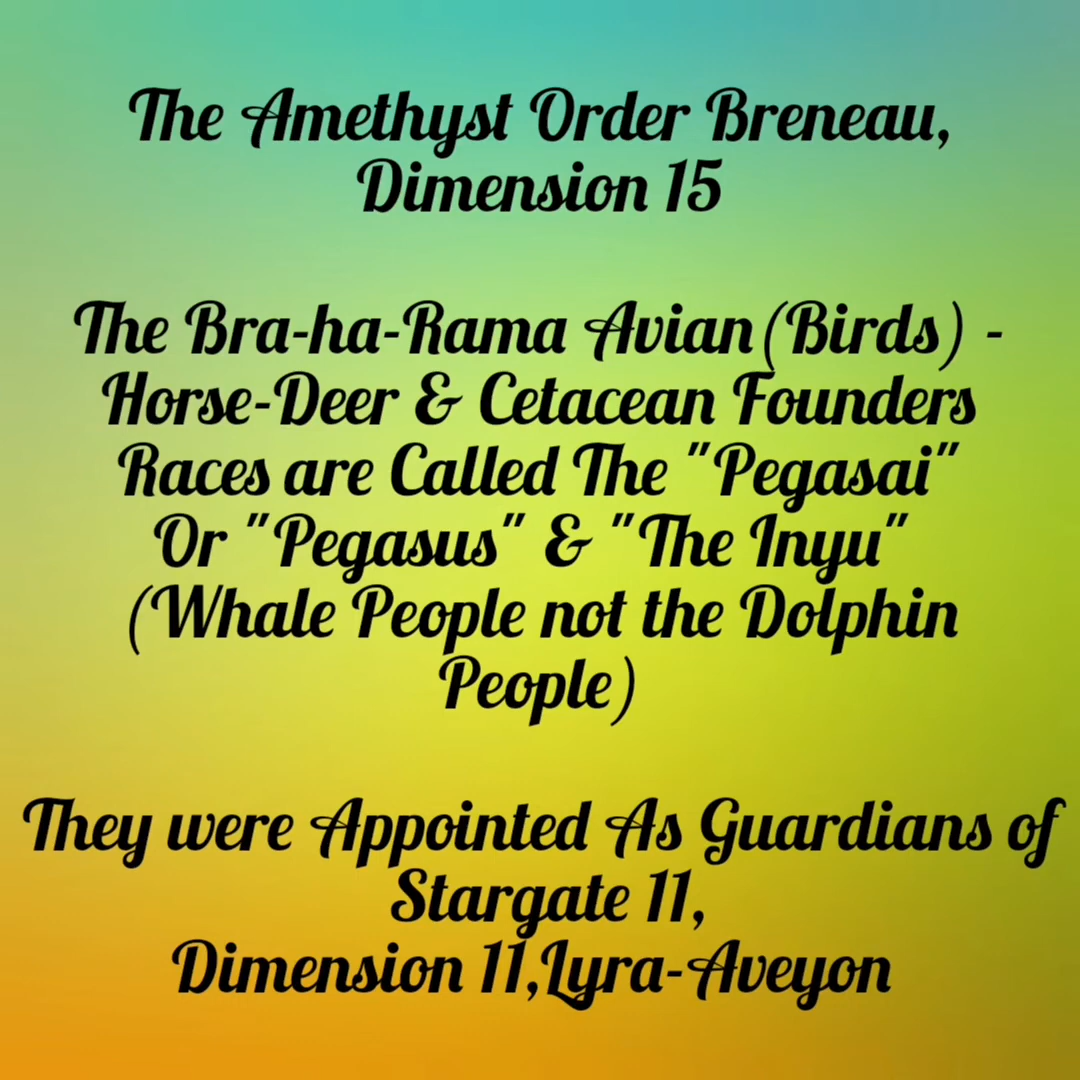 The Amethyst Order Breneau,
Dimension 15
The Bra-ha-Rama Avian(Birds) -
Horse-Deer & Cetacean Founders
Races are Called The "Pegasai"
Or "Pegasus" & "The Inyu"
(Whale People not the Dolphin
People)
They were Appointed As Guardians of
Stargate 11,
Dimension 11,Lyra-Aveyon